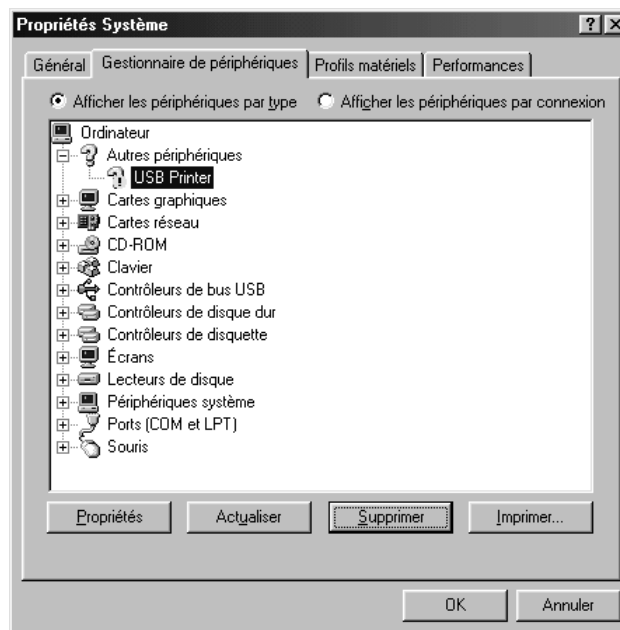 Propriétés Système
Général Gestionnaire de périphériques Profils matériels Performances
Afficher les périphériques par type Afficher les périphériques par connexion
Ordinateur
Autres périphériques
USB Printer
Cartes graphiques
Cartes réseau
CD-ROM
Clavier
Contrôleurs de bus USB
Contrôleurs de disque dur
Contrôleurs de disquette
Écrans
Lecteurs de disque
Périphériques système
Ports (COM et LPT)
Souris
Propriétés Actualiser Supprimer Imprimer...
OK Annuler